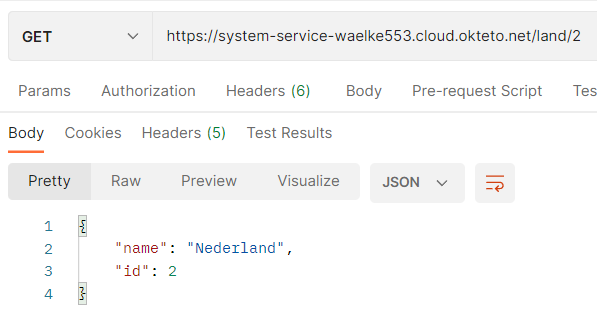 GET https://system-service-waelke553.cloud.okteto.net/land/2
Params Authorization Headers (6) Body Pre-request Script Tes
Body Cookies Headers (5) Test Results
Pretty Raw Preview Visualize JSON
1 {
2 "name": "Nederland",
3 "id": 2
4 }